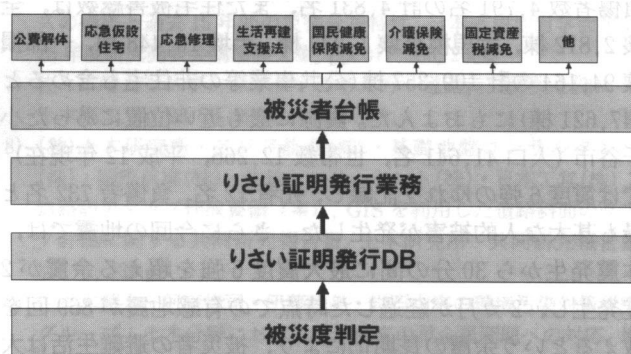 公費解体
応急仮設
住宅
応急修理
生活再建
支援法
国民健康
保険減免
介護保険
減免
固定資産
税減免
他
被災者台帳
りさい証明発行業務
りさい証明発行DB
被災度判定